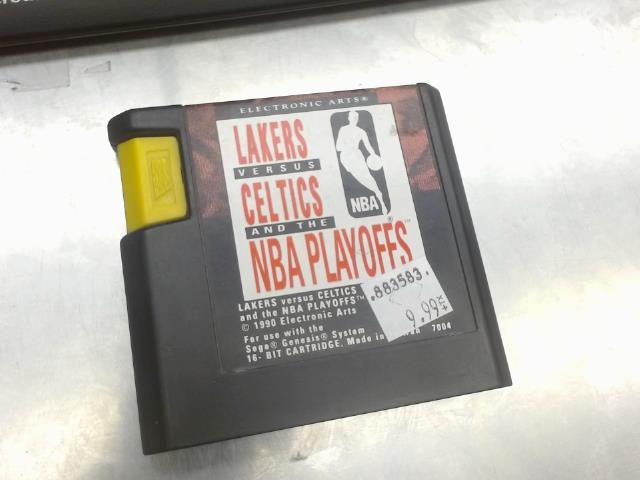 ELECTRONIC ARTS®
LAKERS
VERSUS
CELTICS
AND THE
NBA PLAYOFFS™
NBA
®
LAKERS versus CELTICS
and the NBA PLAYOFFS™
© 1990 Electronic Arts
For use with the
Sega® Genesis® System
16- BIT CARTRIDGE. Made in
7004
.883583.
9.99